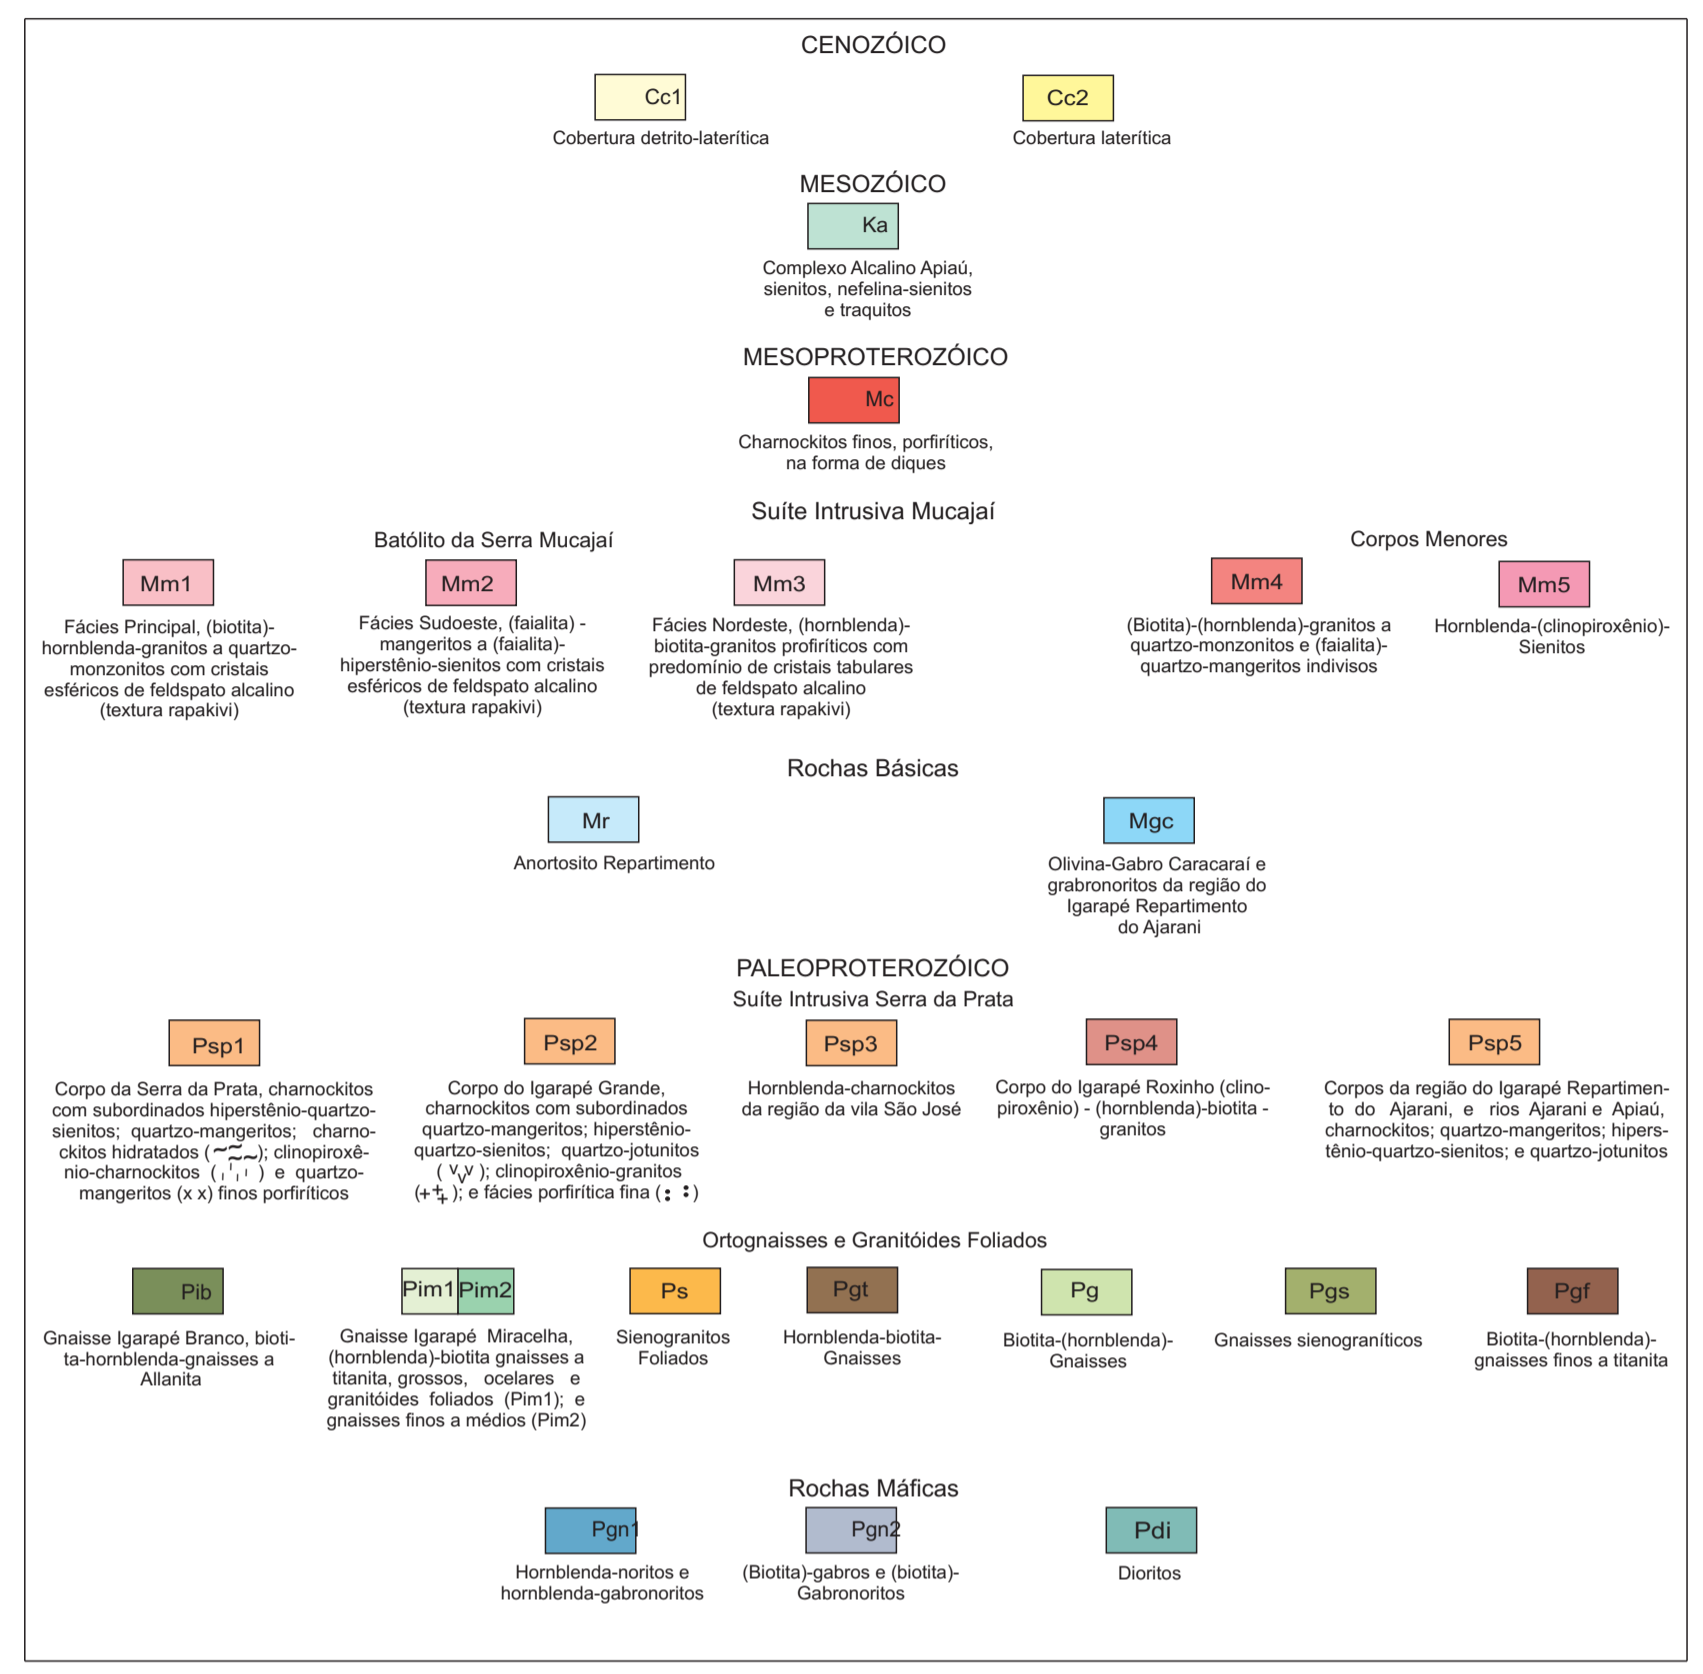 CENOZÓICO
Cc1
Cc2
Cobertura detrito-laterítica
Cobertura laterítica
MESOZÓICO
Ka
Complexo Alcalino Apiaú,
sienitos, nefelina-sienitos
e traquitos
MESOPROTEROZÓICO
Mc
Charnockitos finos, porfiríticos,
na forma de diques
Suíte Intrusiva Mucajaí
Batólito da Serra Mucajaí
Corpos Menores
Mm1
Fácies Principal, (biotita)-
hornblenda-granitos a quartzo-
monzonitos com cristais
esféricos de feldspato alcalino
(textura rapakivi)
Mm2
Fácies Sudoeste, (faialita) -
mangeritos a (faialita)-
hiperstênio-sienitos com cristais
esféricos de feldspato alcalino
(textura rapakivi)
Mm3
Fácies Nordeste, (hornblenda)-
biotita-granitos profiríticos com
predomínio de cristais tabulares
de feldspato alcalino
(textura rapakivi)
Mm4
(Biotita)-(hornblenda)-granitos a
quartzo-monzonitos e (faialita)-
quartzo-mangeritos indivisos
Mm5
Hornblenda-(clinopiroxênio)-
Sienitos
Rochas Básicas
Mr
Anortosito Repartimento
Mgc
Olivina-Gabro Caracaraí e
grabronoritos da região do
Igarapé Repartimento
do Ajarani
PALEOPROTEROZÓICO
Suíte Intrusiva Serra da Prata
Psp1
Corpo da Serra da Prata, charnockitos
com subordinados hiperstênio-quartzo-
sienitos; quartzo-mangeritos; charno-
ckitos hidratados ( ); clinopiroxê-
nio-charnockitos ( ) e quartzo-
mangeritos (x x) finos porfiríticos
Psp2
Corpo do Igarapé Grande,
charnockitos com subordinados
quartzo-mangeritos; hiperstênio-
quartzo-sienitos; quartzo-jotunitos
( v v v ); clinopiroxênio-granitos
(+ + + ); e fácies porfirítica fina ( : : )
Psp3
Hornblenda-charnockitos
da região da vila São José
Psp4
Corpo do Igarapé Roxinho (clino-
piroxênio) - (hornblenda)-biotita -
granitos
Psp5
Corpos da região do Igarapé Repartimen-
to do Ajarani, e rios Ajarani e Apiaú,
charnockitos; quartzo-mangeritos; hipers-
tênio-quartzo-sienitos; e quartzo-jotunitos
Ortognaisses e Granitóides Foliados
Pib
Gnaisse Igarapé Branco, bioti-
ta-hornblenda-gnaisses a
Allanita
Pim1 Pim2
Gnaisse Igarapé Miracelha,
(hornblenda)-biotita gnaisses a
titanita, grossos, ocelares e
granitóides foliados (Pim1); e
gnaisses finos a médios (Pim2)
Ps
Sienogranitos
Foliados
Pgt
Hornblenda-biotita-
Gnaisses
Pg
Biotita-(hornblenda)-
Gnaisses
Pgs
Gnaisses sienograníticos
Pgf
Biotita-(hornblenda)-
gnaisses finos a titanita
Rochas Máficas
Pgn1
Hornblenda-noritos e
hornblenda-gabronoritos
Pgn2
(Biotita)-gabros e (biotita)-
Gabronoritos
Pdi
Dioritos